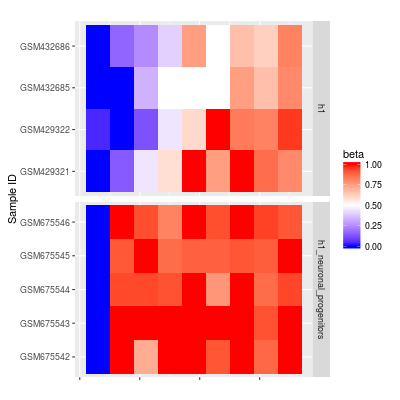 GSM432686
GSM432685
GSM429322
GSM429321
h1
GSM675546
GSM675545
GSM675544
GSM675543
GSM675542
h1_neuronal_progenitors
Sample ID
beta
1.00
0.75
0.50
0.25
0.00